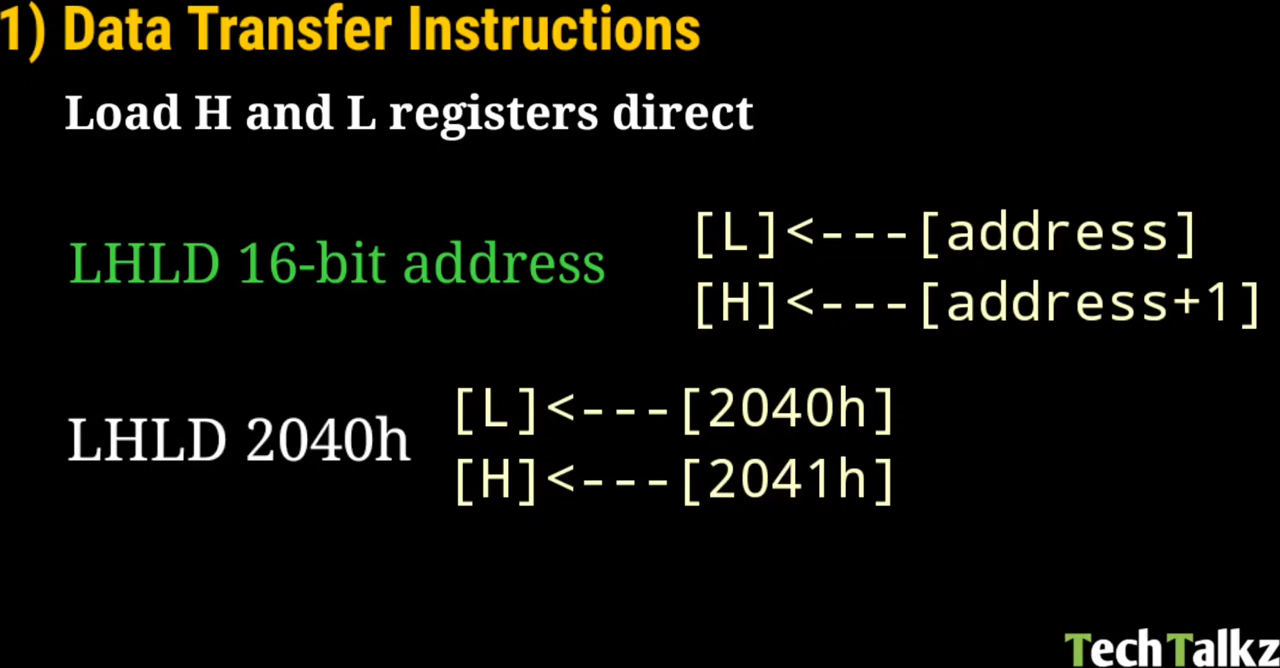 1) Data Transfer Instructions
Load H and L registers direct
LHLD 16-bit address
[L]<---[address]
[H]<---[address+1]
LHLD 2040h
[L]<---[2040h]
[H]<---[2041h]
TechTalkz